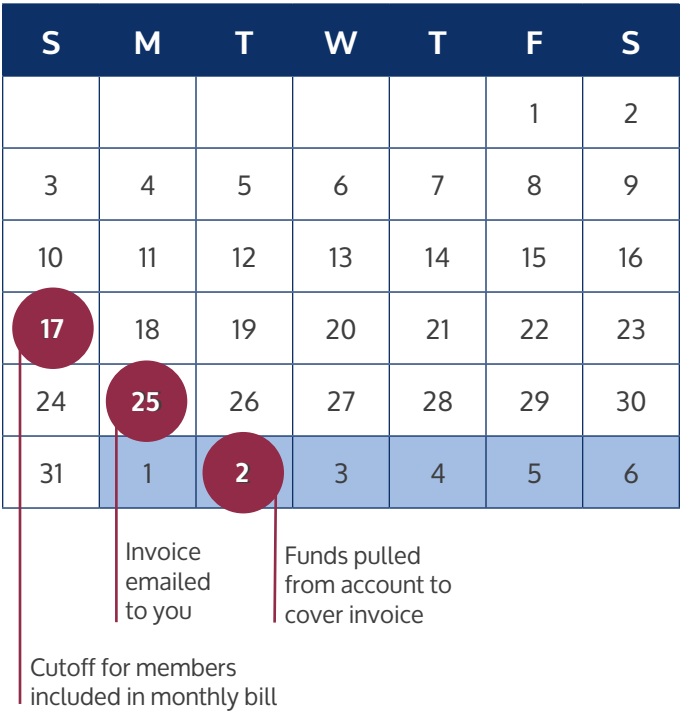 S M T W T F S
1 2
3 4 5 6 7 8 9
10 11 12 13 14 15 16
17 18 19 20 21 22 23
24 25 26 27 28 29 30
31 1 2 3 4 5 6
Invoice
emailed
to you
Funds pulled
from account to
cover invoice
Cutoff for members
included in monthly bill